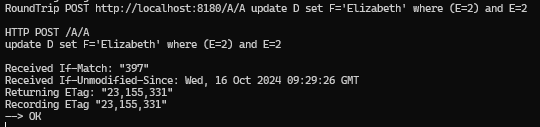 RoundTrip POST http://localhost:8180/A/A update D set F='Elizabeth' where (E=2) and E=2
HTTP POST /A/A
update D set F='Elizabeth' where (E=2) and E=2
Received If-Match: "397"
Received If-Unmodified-Since: Wed, 16 Oct 2024 09:29:26 GMT
Returning ETag: "23,155,331"
Recording ETag "23,155,331"
--> OK